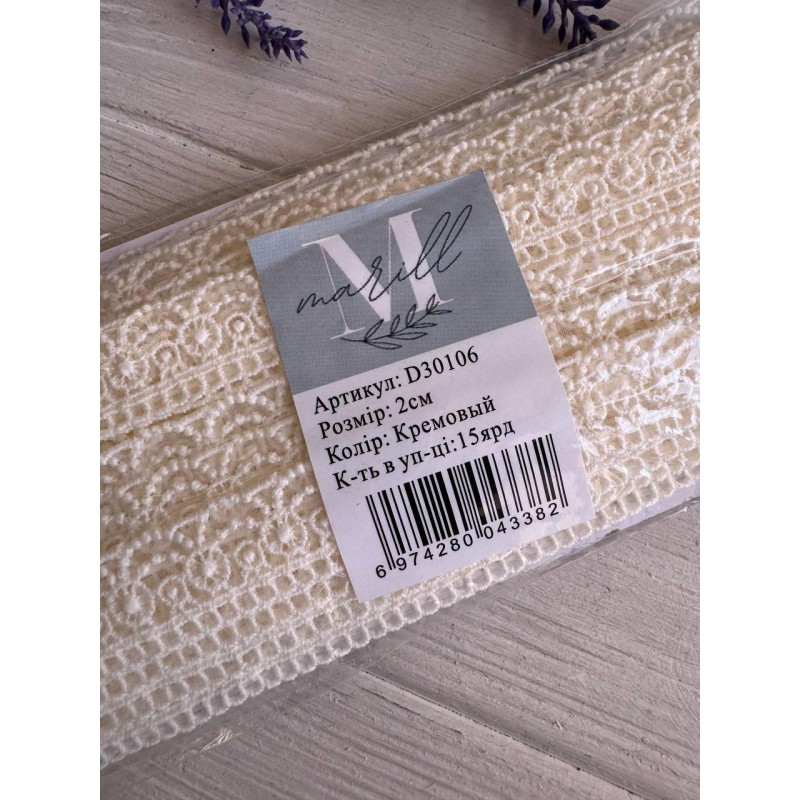 M
marill
Артикул: D30106
Розмір: 2см
Колір: Кремовый
К-ть в уп-ці:15ярд
6 974280 043382